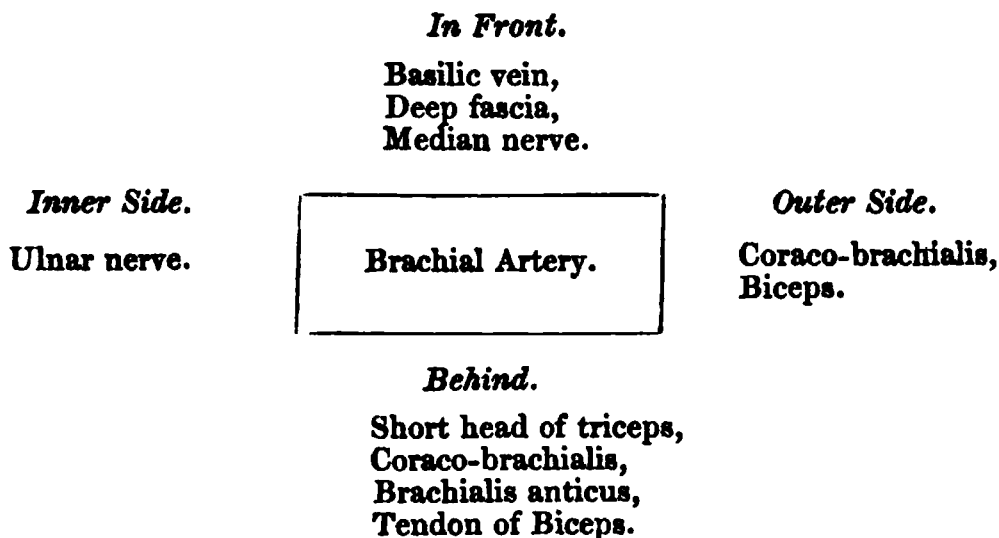 In Front.
Basilic vein,
Deep fascia,
Median nerve.
Inner Side.
Ulnar nerve.
Brachial Artery.
Outer Side.
Coraco-brachialis,
Biceps.
Behind.
Short head of triceps,
Coraco-brachialis,
Brachialis anticus,
Tendon of Biceps.